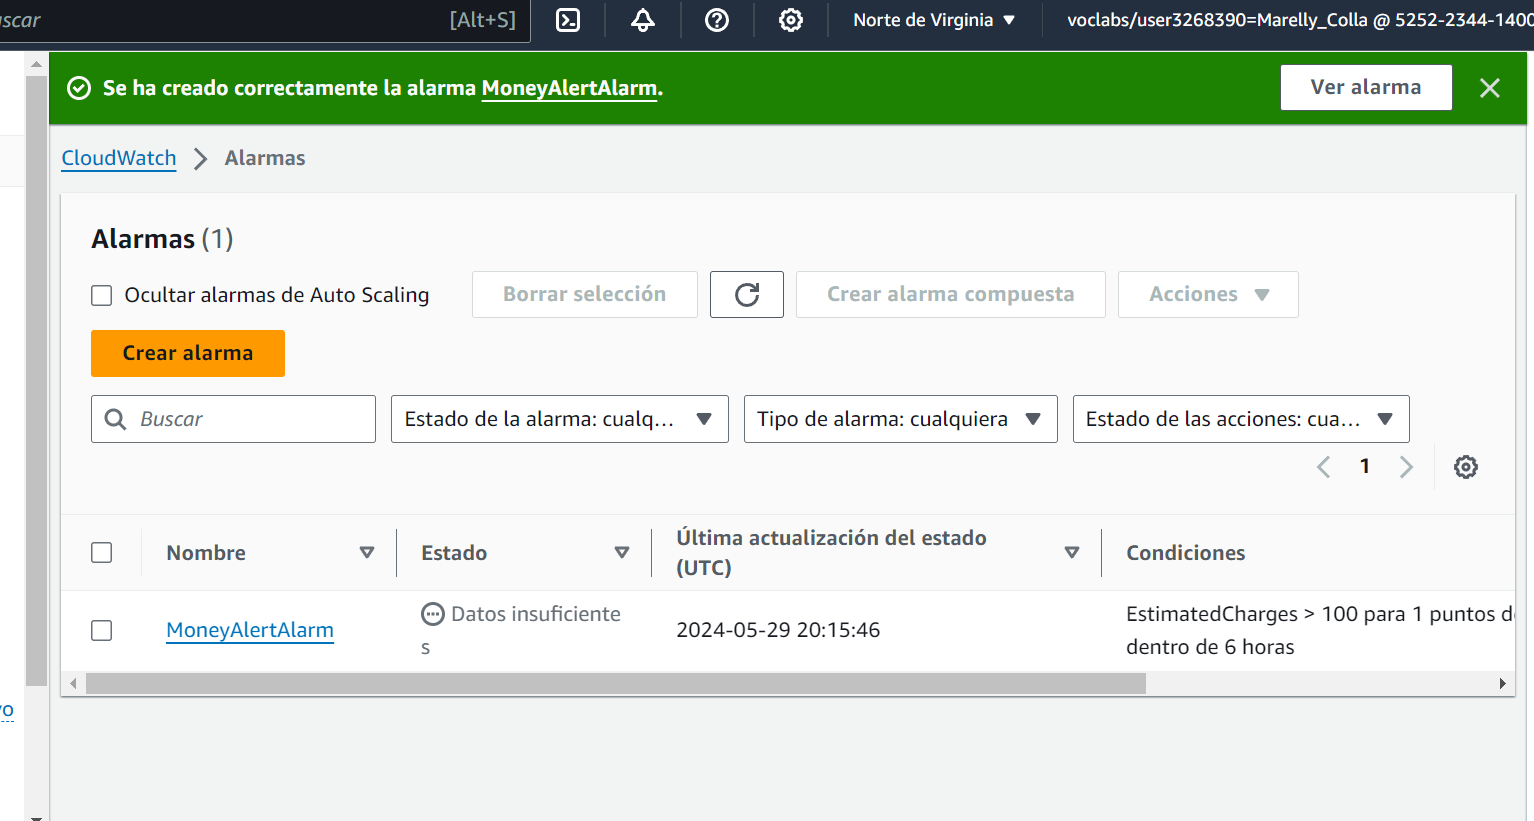 [Alt+S]
Norte de Virginia
voclabs/user3268390=Marelly_Colla @ 5252-2344-1400
Se ha creado correctamente la alarma MoneyAlertAlarm.
Ver alarma
CloudWatch
Alarmas
Alarmas (1)
Ocultar alarmas de Auto Scaling
Borrar selección
Crear alarma compuesta
Acciones
Crear alarma
Buscar
Estado de la alarma: cualq...
Tipo de alarma: cualquiera
Estado de las acciones: cua...
1
Nombre
Estado
Última actualización del estado
(UTC)
Condiciones
MoneyAlertAlarm
Datos insuficiente
s
2024-05-29 20:15:46
EstimatedCharges > 100 para 1 puntos
dentro de 6 horas